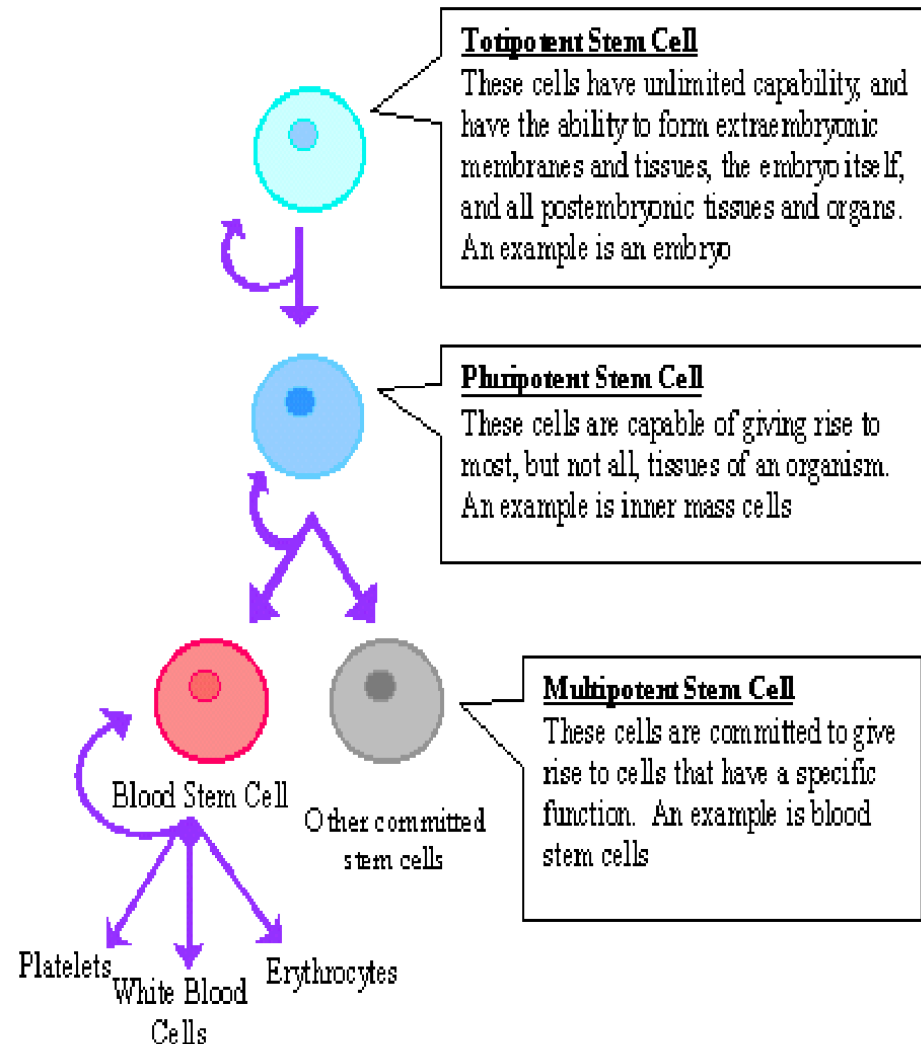 Totipotent Stem Cell
These cells have unlimited capability, and
have the ability to form extraembryonic
membranes and tissues, the embryo itself,
and all postembryonic tissues and organs.
An example is an embryo
Pluripotent Stem Cell
These cells are capable of giving rise to
most, but not all, tissues of an organism.
An example is inner mass cells
Multipotent Stem Cell
These cells are committed to give
rise to cells that have a specific
function. An example is blood
stem cells
Blood Stem Cell
Other committed
stem cells
Platelets
White Blood
Cells
Erythrocytes